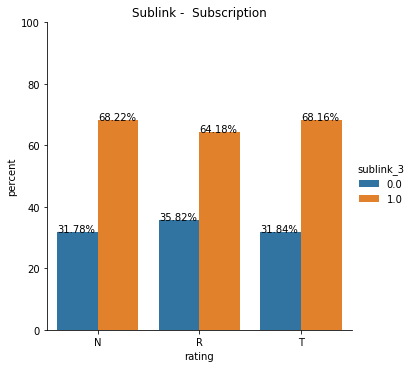 Sublink -  Subscription
100
80
60
40
20
0
percent
31.78%
68.22%
35.82%
64.18%
31.84%
68.16%
N
R
T
rating
sublink_3
0.0
1.0